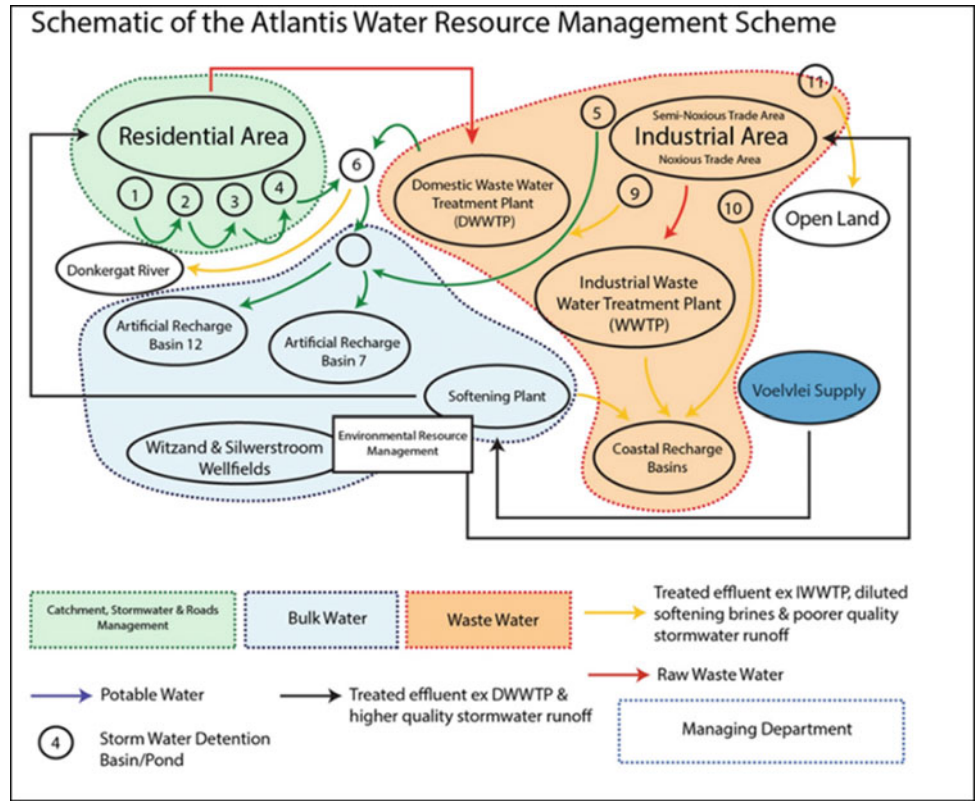 Schematic of the Atlantis Water Resource Management Scheme
Residential Area
1
2
3
4
6
5
Semi-Noxious Trade Area
Industrial Area
Noxious Trade Area
11
9
10
Domestic Waste Water
Treatment Plant
(DWWTP)
Open Land
Donkergat River
Industrial Waste
Water Treatment Plant
(WWTP)
Artificial Recharge
Basin 12
Artificial Recharge
Basin 7
Softening Plant
Voelvlei Supply
Witzand & Silwerstroom
Wellfields
Environmental Resource
Management
Coastal Recharge
Basins
Catchment, Stormwater & Roads
Management
Bulk Water
Waste Water
Treated effluent ex IWWTP, diluted
softening brines & poorer quality
stormwater runoff
Potable Water
Treated effluent ex DWWTP &
higher quality stormwater runoff
Raw Waste Water
4
Storm Water Detention
Basin/Pond
Managing Department